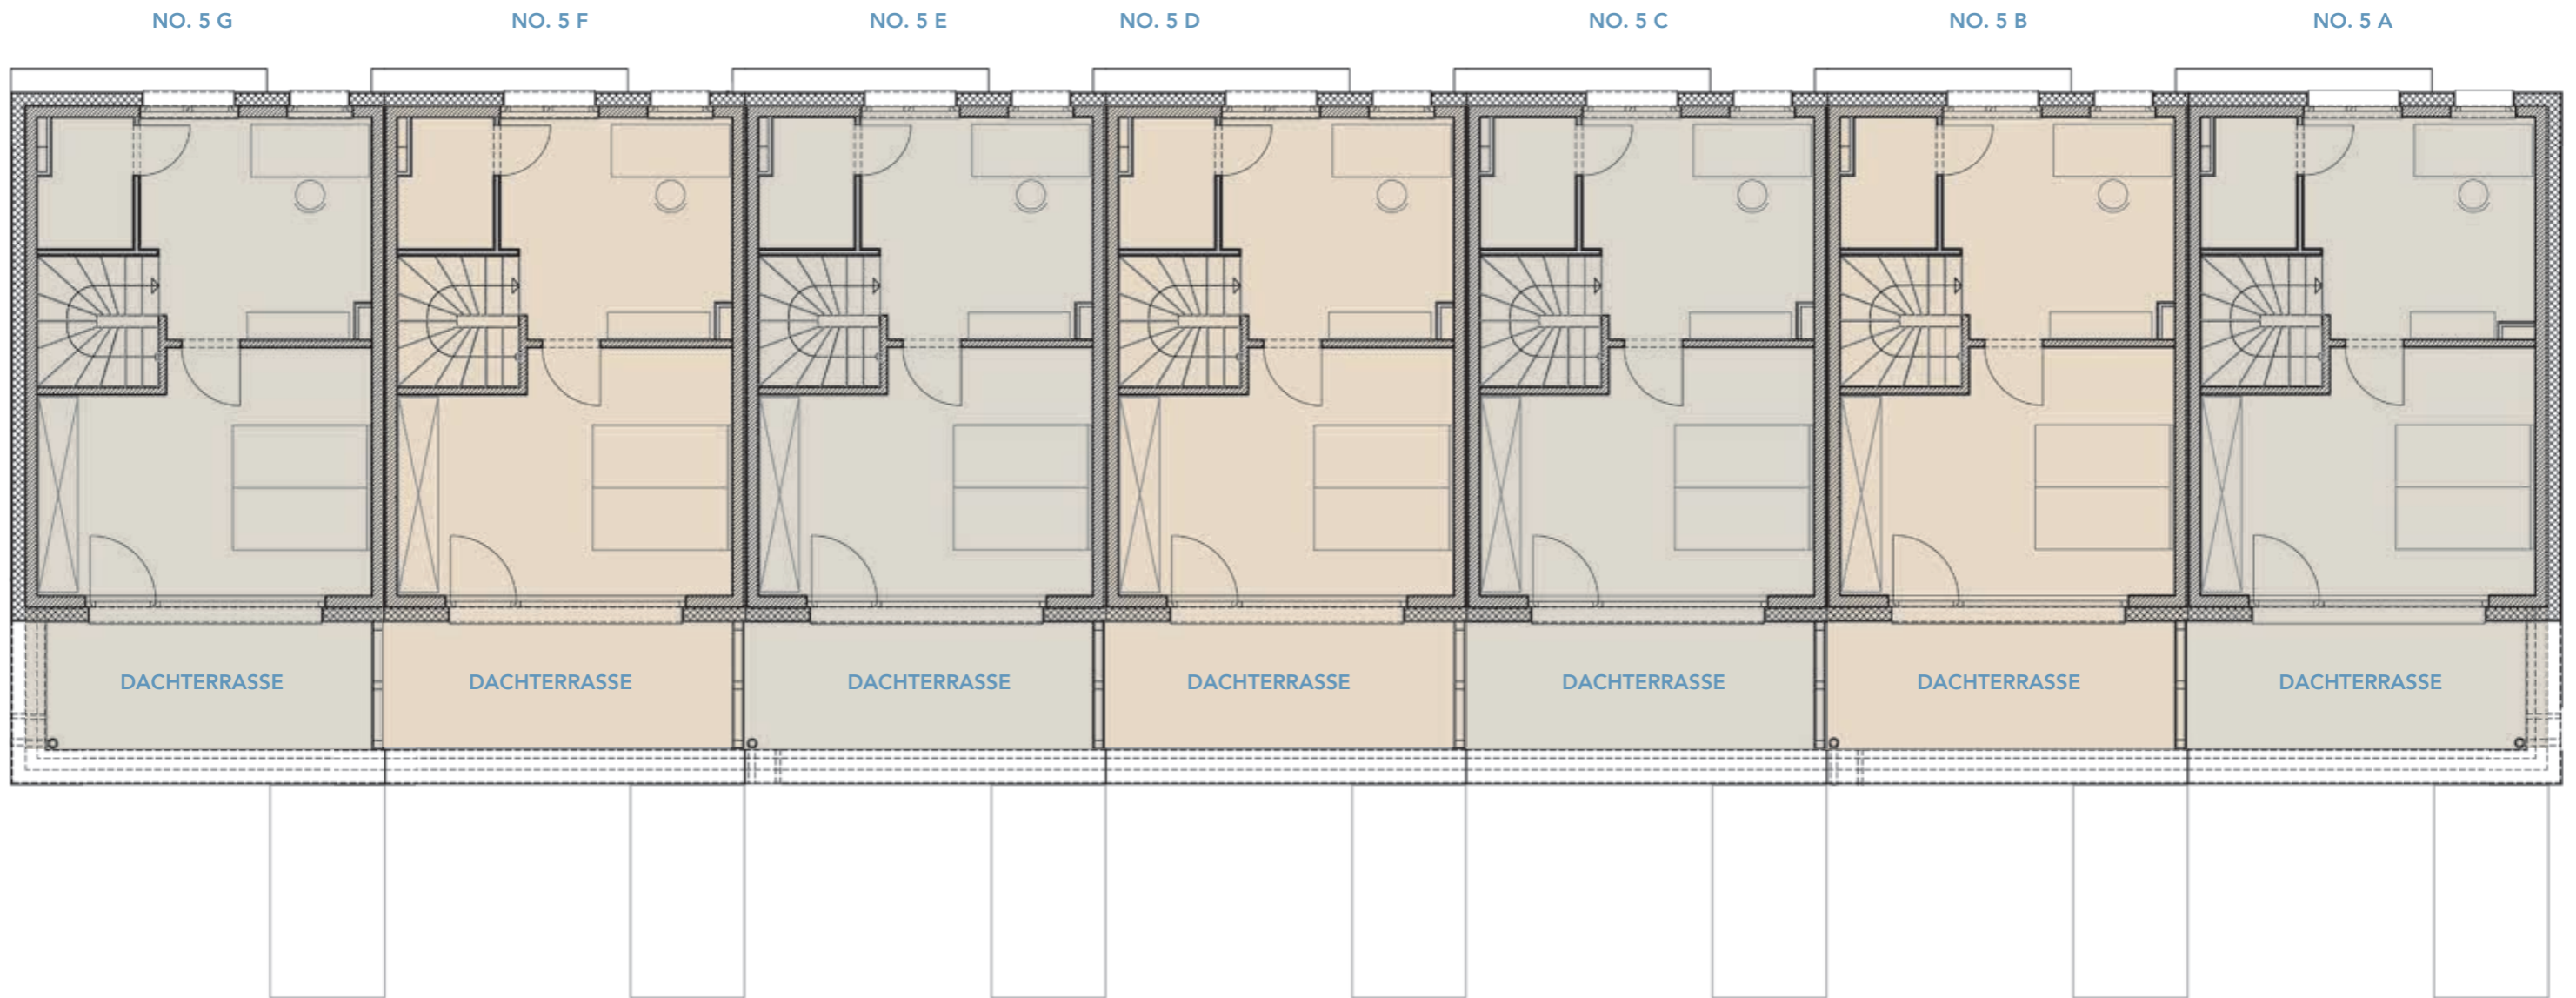 NO. 5 G
NO. 5 F
NO. 5 E
NO. 5 D
NO. 5 C
NO. 5 B
NO. 5 A
DACHTERRASSE
DACHTERRASSE
DACHTERRASSE
DACHTERRASSE
DACHTERRASSE
DACHTERRASSE
DACHTERRASSE